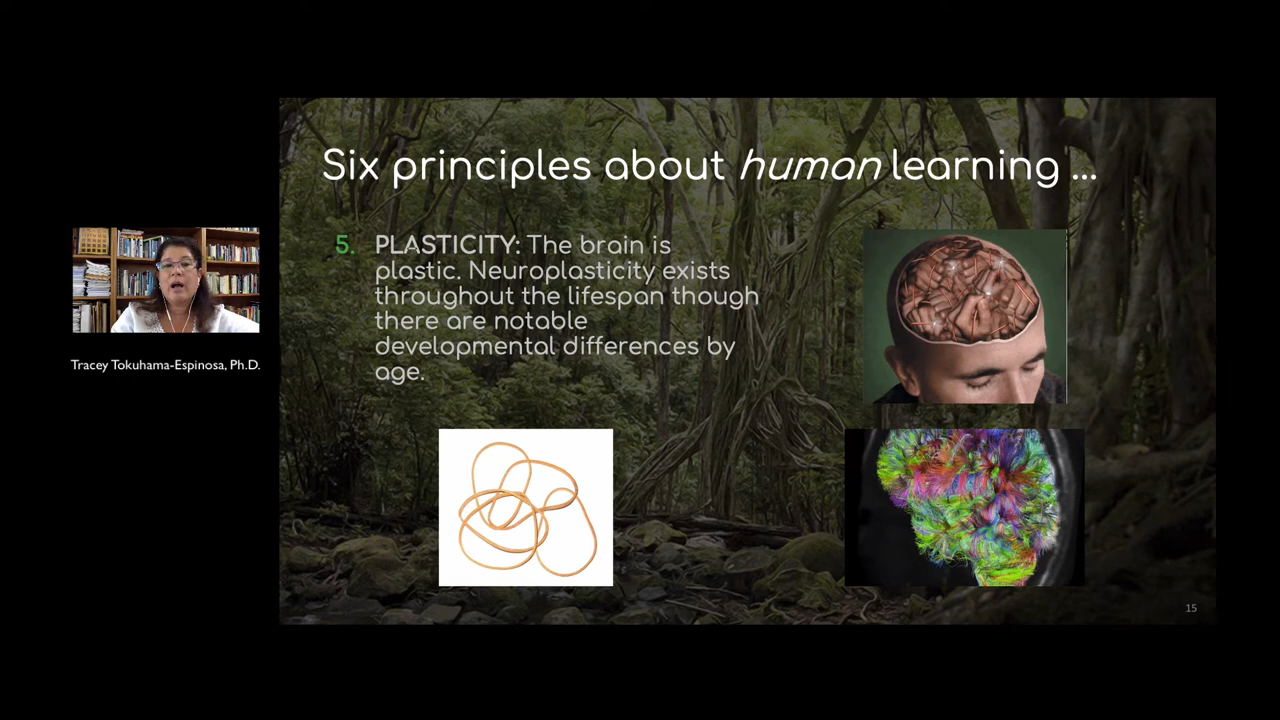 Six principles about human learning ...
5. PLASTICITY: The brain is
plastic. Neuroplasticity exists
throughout the lifespan though
there are notable
developmental differences by
age.
Tracey Tokuhama-Espinosa, Ph.D.
15